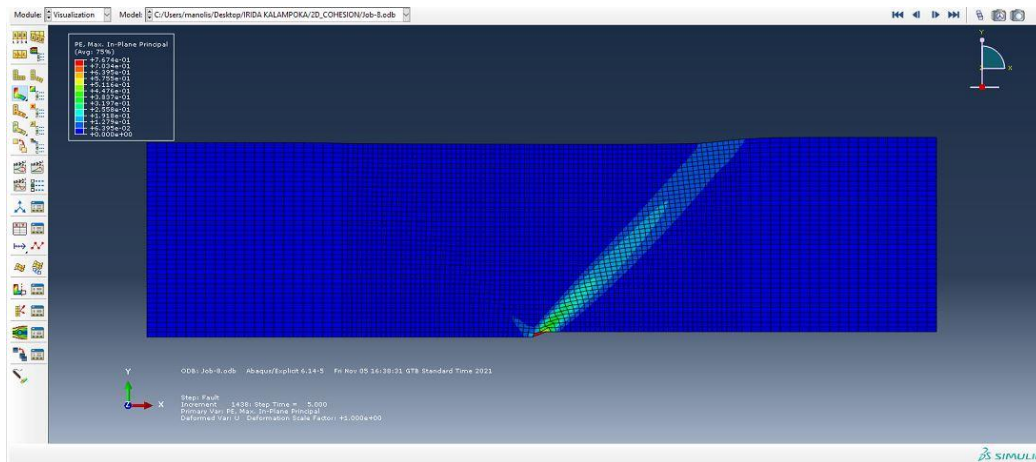 Module: Visualization Model: C:/Users/manolis/Desktop/IRIDA KALAMPOKA/2D_COHESION/Job-8.odb
PE, Max. In-Plane Principal
(Avg: 75%)
+7.674e-01
+7.034e-01
+6.395e-01
+5.755e-01
+5.116e-01
+4.476e-01
+3.837e-01
+3.197e-01
+2.558e-01
+1.918e-01
+1.279e-01
+6.395e-02
+0.000e+00
Y
X
Y
X
Z
ODB: Job-8.odb Abaqus/Explicit 6.14-5 Fri Nov 05 16:38:31 GTB Standard Time 2021
Step: Fault
Increment 1438: Step Time = 5.000
Primary Var: PE, Max. In-Plane Principal
Deformed Var: U Deformation Scale Factor: +1.000e+00
SIMULI